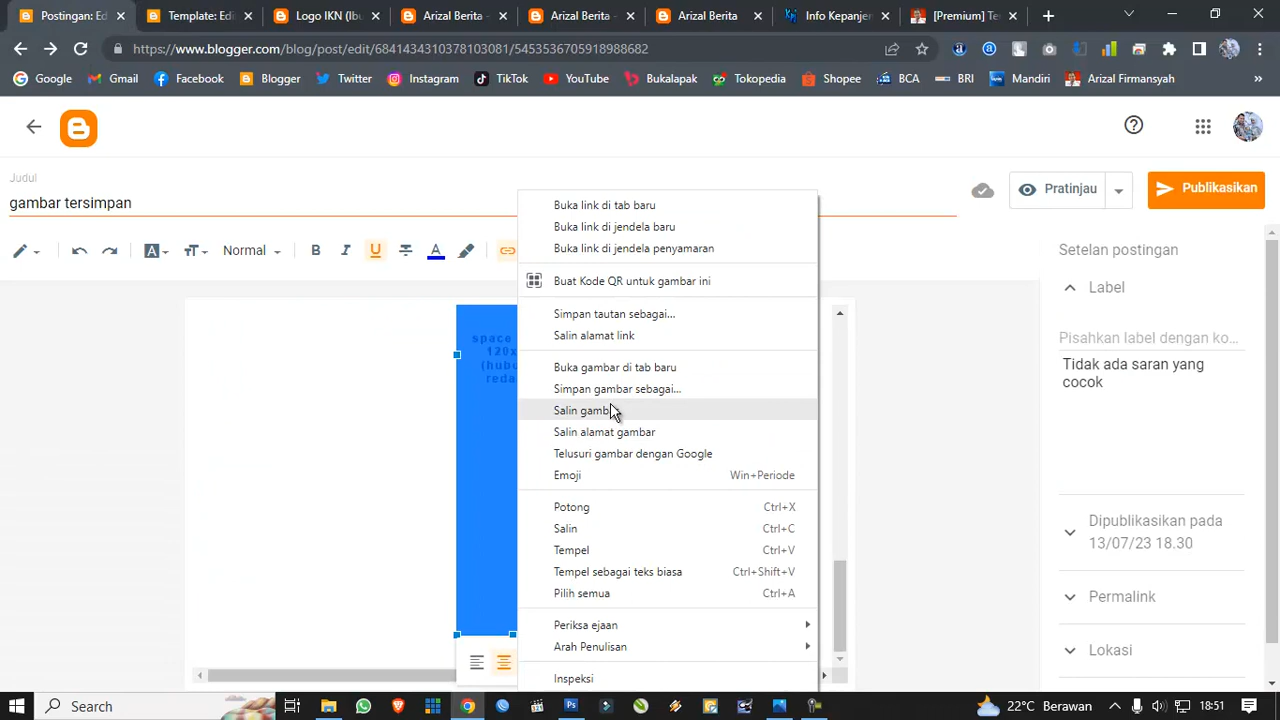 Postingan: Ed
Template: Edi
Logo IKN (Ibu
Arizal Berita -
Arizal Berita -
Arizal Berita
Info Kepanjen
[Premium] Te
https://www.blogger.com/blog/post/edit/6841434310378103081/5453536705918988682
Google
Gmail
Facebook
Blogger
Twitter
Instagram
TikTok
YouTube
Bukalapak
Tokopedia
Shopee
BCA
BRI
Mandiri
Arizal Firmansyah
Judul
gambar tersimpan
Pratinjau
Publikasikan
Normal
B
I
U
S
A
Setelan postingan
Label
Pisahkan label dengan ko...
Tidak ada saran yang
cocok
Dipublikasikan pada
13/07/23 18.30
Permalink
Lokasi
space
120x
(hubu
reda
Buka link di tab baru
Buka link di jendela baru
Buka link di jendela penyamaran
Buat Kode QR untuk gambar ini
Simpan tautan sebagai...
Salin alamat link
Buka gambar di tab baru
Simpan gambar sebagai...
Salin gamb
Salin alamat gambar
Telusuri gambar dengan Google
Emoji Win+Periode
Potong Ctrl+X
Salin Ctrl+C
Tempel Ctrl+V
Tempel sebagai teks biasa Ctrl+Shift+V
Pilih semua Ctrl+A
Periksa ejaan
Arah Penulisan
Inspeksi
Search
22°C Berawan
18:51